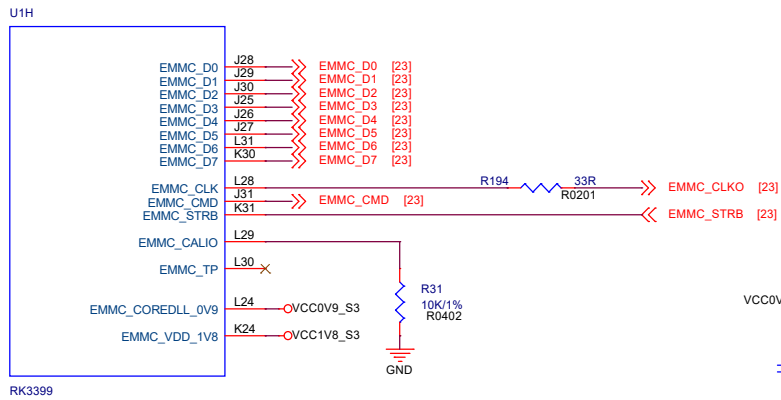 U1H
EMMC_D0 J28 EMMC_D0 [23]
EMMC_D1 J29 EMMC_D1 [23]
EMMC_D2 J30 EMMC_D2 [23]
EMMC_D3 J25 EMMC_D3 [23]
EMMC_D4 J26 EMMC_D4 [23]
EMMC_D5 J27 EMMC_D5 [23]
EMMC_D6 L31 EMMC_D6 [23]
EMMC_D7 K30 EMMC_D7 [23]
EMMC_CLK L28 R194 33R R0201 EMMC_CLKO [23]
EMMC_CMD J31 EMMC_CMD [23]
EMMC_STRB K31 EMMC_STRB [23]
EMMC_CALIO L29
EMMC_TP L30
R31
10K/1%
R0402
EMMC_COREDLL_0V9 L24 VCC0V9_S3
VCC0V
EMMC_VDD_1V8 K24 VCC1V8_S3
GND
RK3399